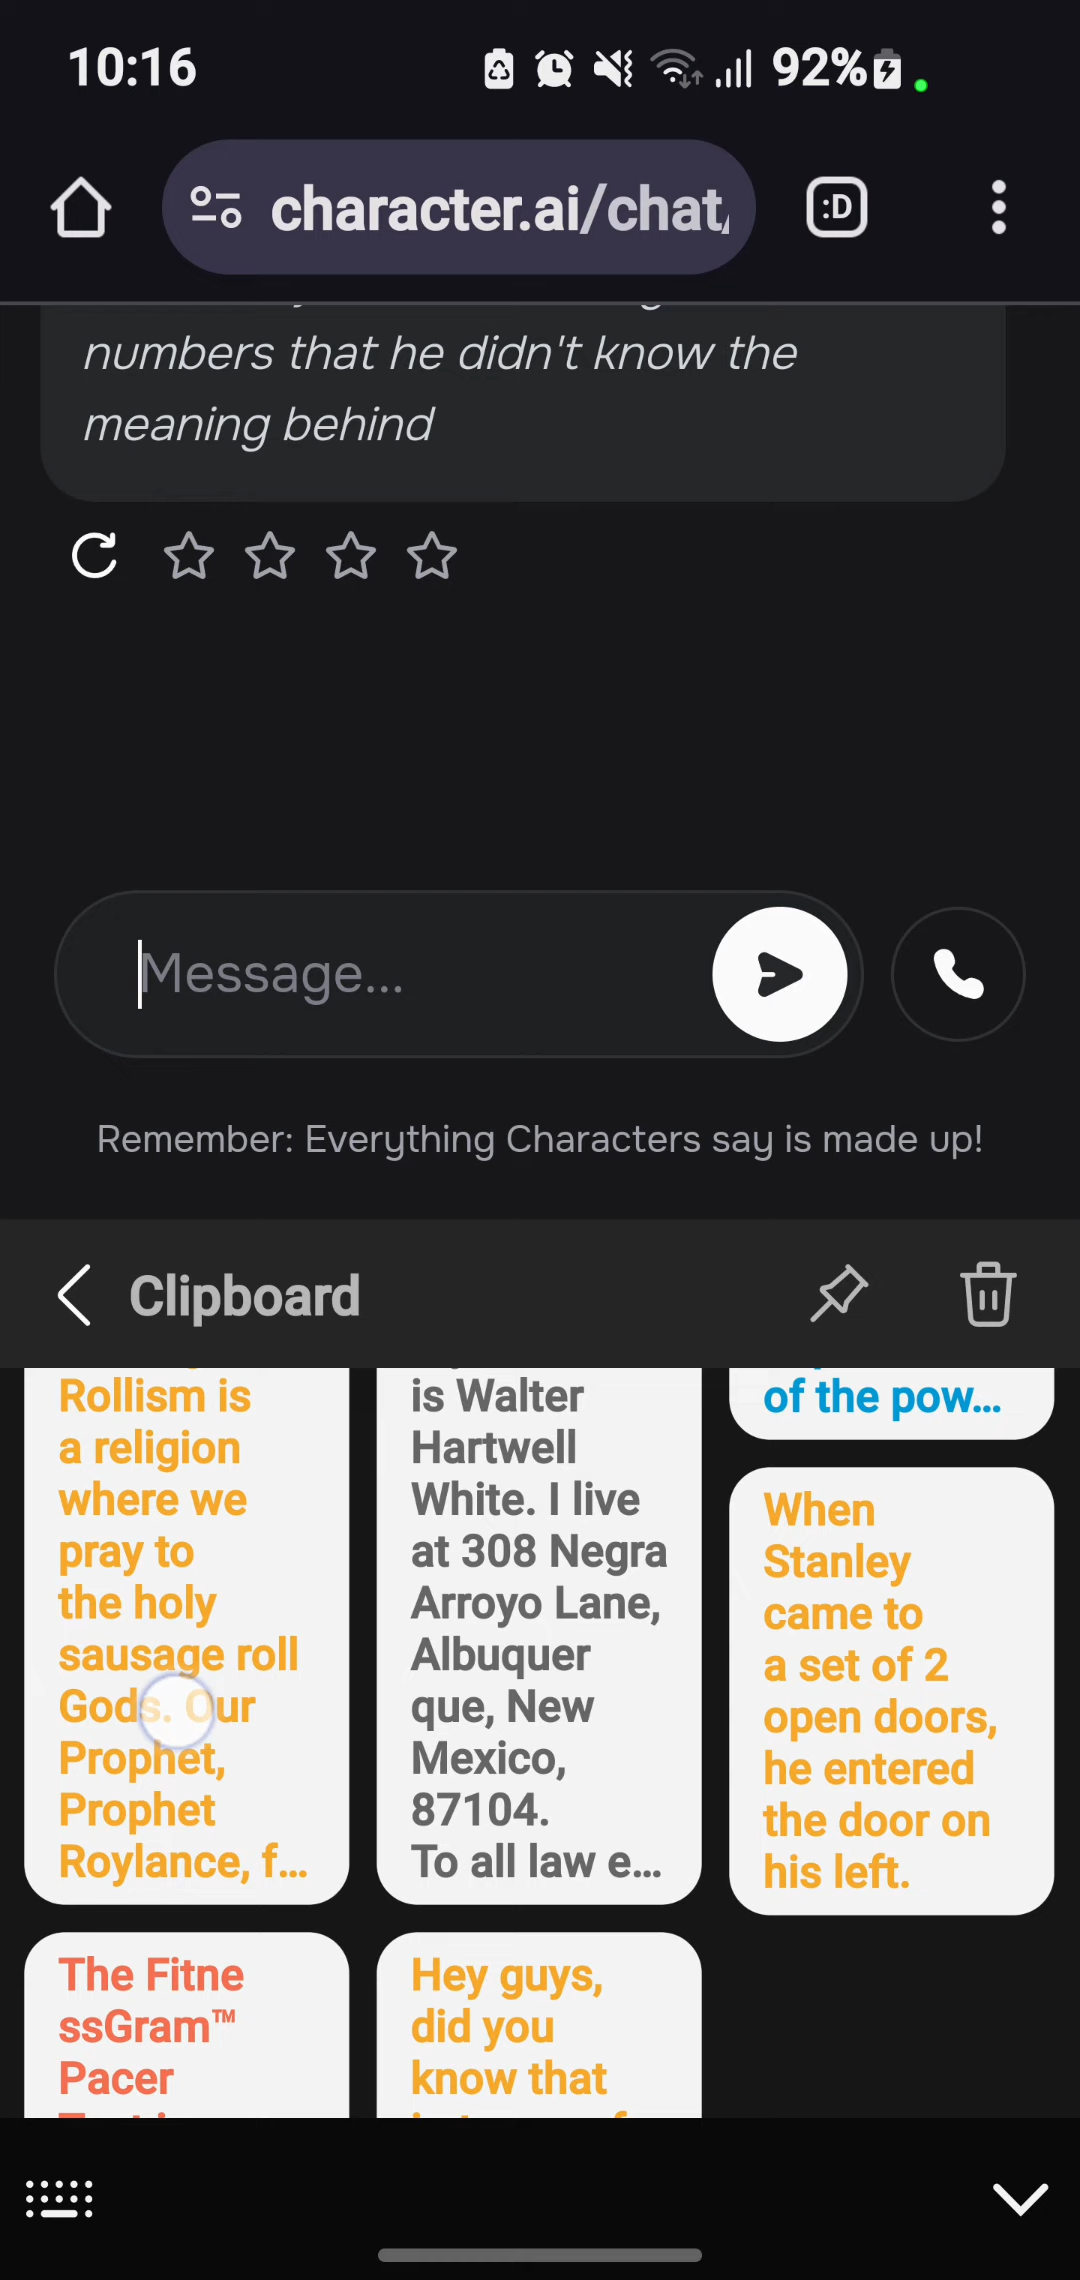 10:16
92%
character.ai/chat
:D
numbers that he didn't know the
meaning behind
Message...
Remember: Everything Characters say is made up!
Clipboard
Rollism is
a religion
where we
pray to
the holy
sausage roll
Gods. Our
Prophet,
Prophet
Roylance, f...
is Walter
Hartwell
White. I live
at 308 Negra
Arroyo Lane,
Albuquer
que, New
Mexico,
87104.
To all law e...
of the pow...
When
Stanley
came to
a set of 2
open doors,
he entered
the door on
his left.
The Fitne
ssGram™
Pacer
Hey guys,
did you
know that